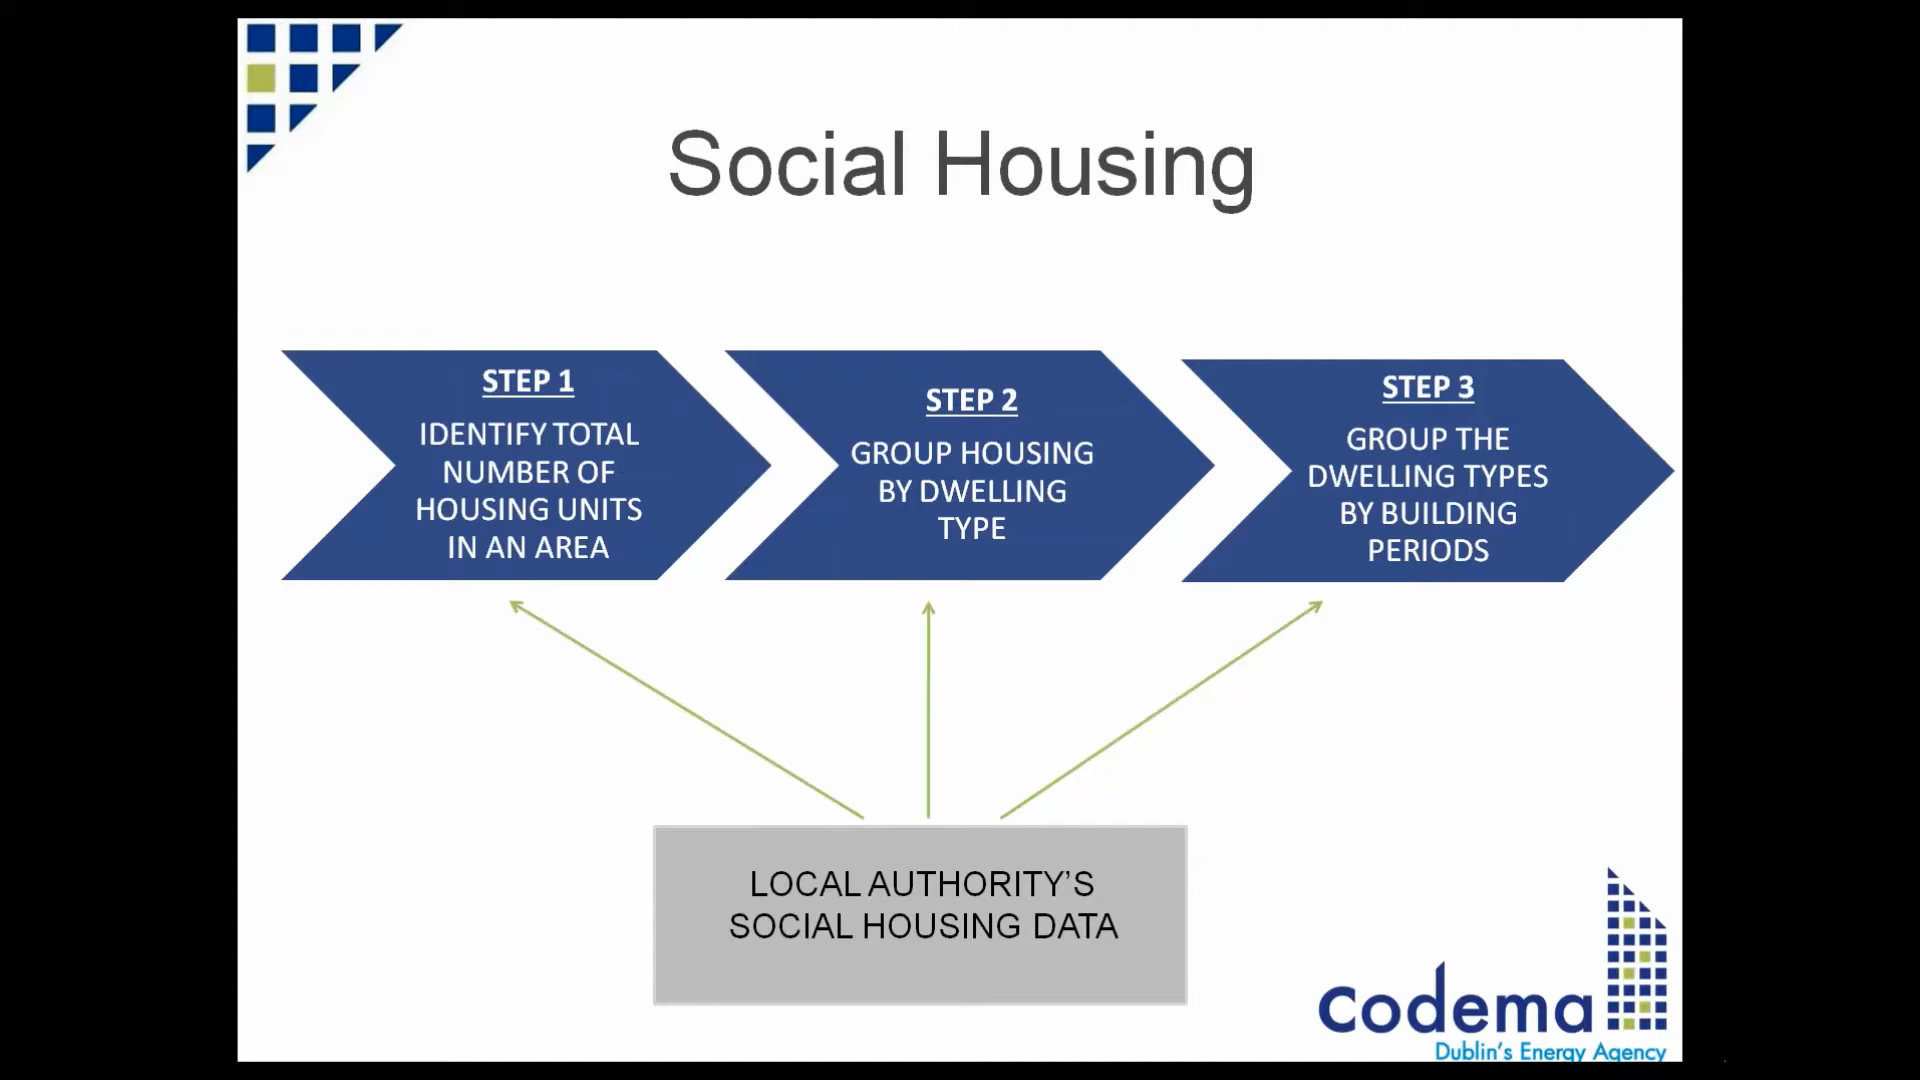 Social Housing
STEP 1
IDENTIFY TOTAL
NUMBER OF
HOUSING UNITS
IN AN AREA
STEP 2
GROUP HOUSING
BY DWELLING
TYPE
STEP 3
GROUP THE
DWELLING TYPES
BY BUILDING
PERIODS
LOCAL AUTHORITY’S
SOCIAL HOUSING DATA
codema
Dublin's Energy Agency